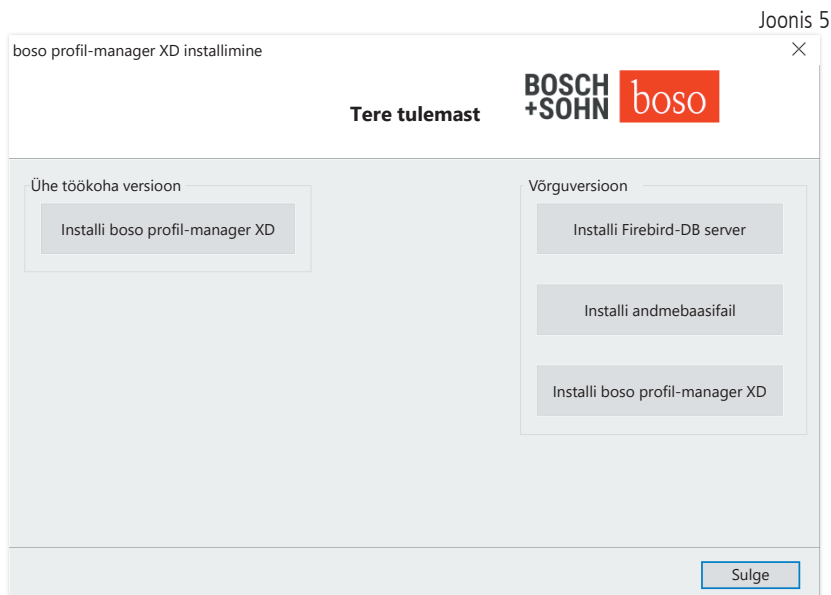 Joonis 5
boso profil-manager XD installimine
Tere tulemast
BOSCH
+SOHN
boso
Ühe töökoha versioon
Installi boso profil-manager XD
Võrguversioon
Installi Firebird-DB server
Installi andmebaasifail
Installi boso profil-manager XD
Sulge